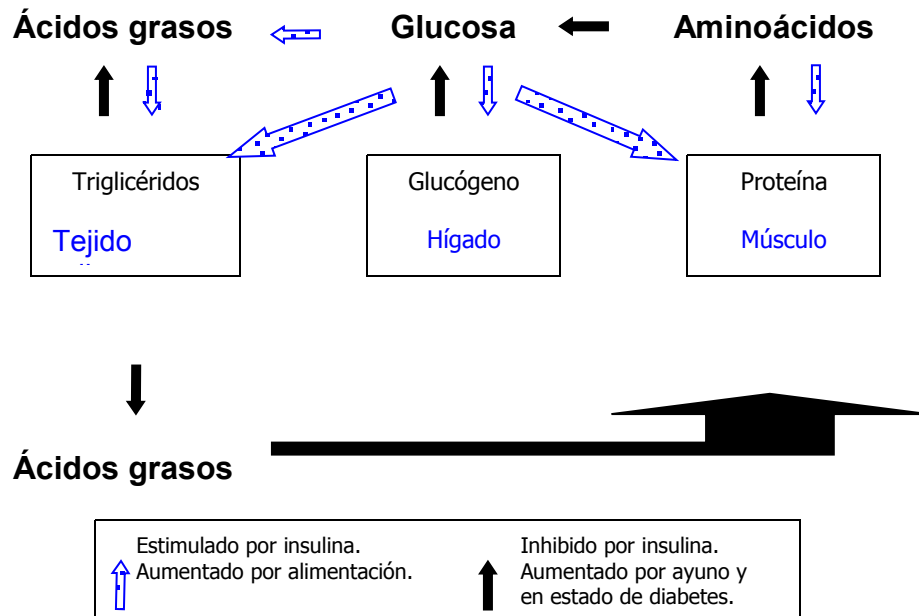 Ácidos grasos
Glucosa
Aminoácidos
Triglicéridos
Tejido
Glucógeno
Hígado
Proteína
Músculo
Ácidos grasos
Estimulado por insulina.
Aumentado por alimentación.
Inhibido por insulina.
Aumentado por ayuno y
en estado de diabetes.